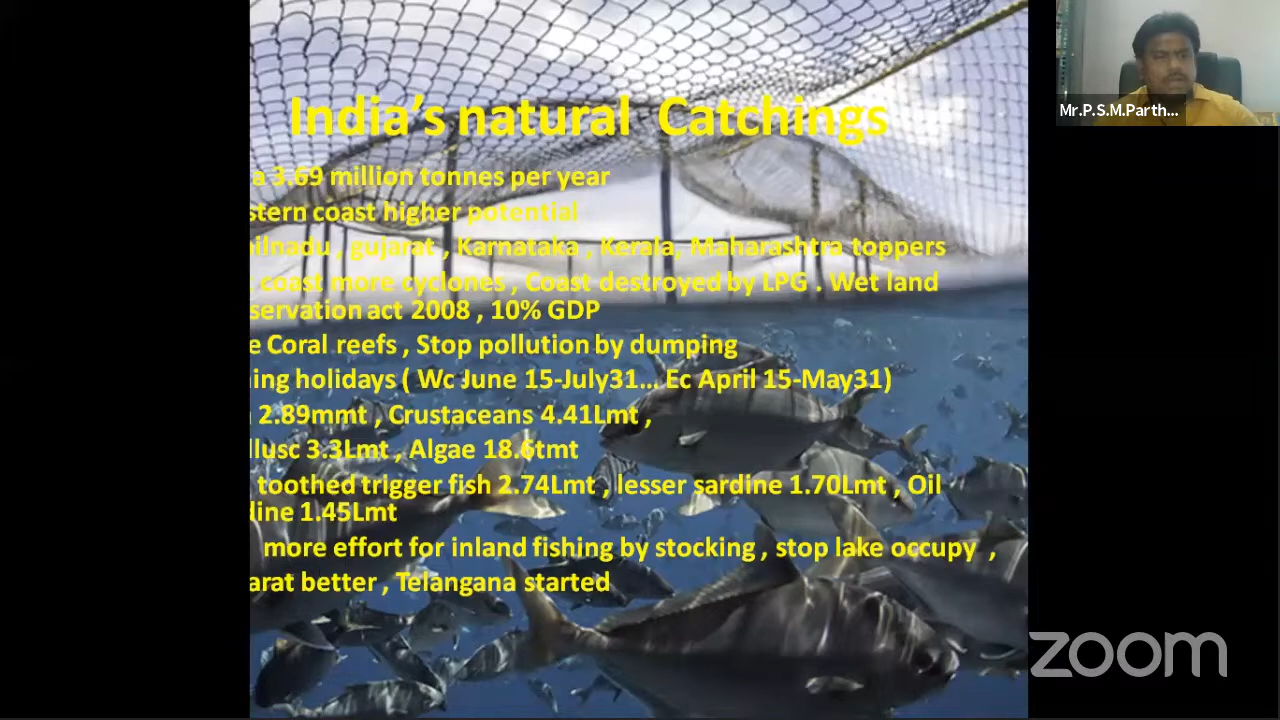 India's natural Catchings
a 3.69 million tonnes per year
stern coast higher potential
ilnadu , gujarat , Karnataka , Kerala, Maharashtra toppers
coast more cyclones , Coast destroyed by LPG . Wet land
servation act 2008 , 10% GDP
e Coral reefs , Stop pollution by dumping
ing holidays ( Wc June 15-July31... Ec April 15-May31)
2.89mmt , Crustaceans 4.41Lmt ,
llusc 3.3Lmt , Algae 18.6tmt
toothed trigger fish 2.74Lmt , lesser sardine 1.70Lmt , Oil
dine 1.45Lmt
more effort for inland fishing by stocking , stop lake occupy ,
arat better , Telangana started
Mr.P.S.M.Parth...
zoom